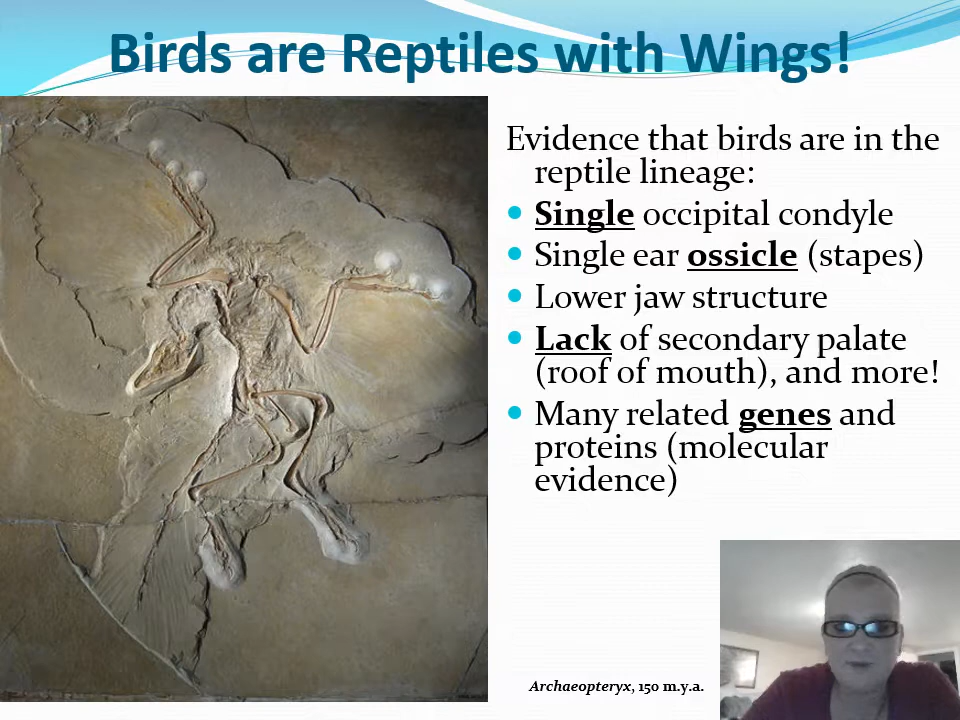 Birds are Reptiles with Wings!
Evidence that birds are in the
reptile lineage:
• Single occipital condyle
• Single ear ossicle (stapes)
• Lower jaw structure
• Lack of secondary palate
(roof of mouth), and more!
• Many related genes and
proteins (molecular
evidence)
Archaeopteryx, 150 m.y.a.